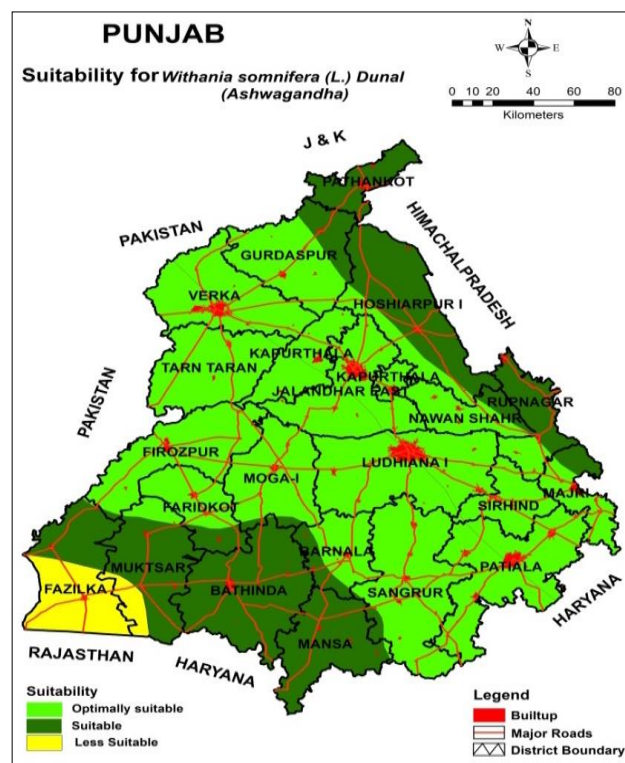 PUNJAB
Suitability for Withania somnifera (L.) Dunal
(Ashwagandha)
N
W E
S
0 10 20 40 60 80
Kilometers
J & K
PATHANKOT
PAKISTAN
HIMACHALPRADESH
GURDASPUR
VERKA
HOSHIARPUR I
KAPURTHALA
TARN TARAN
KAPURTHALA
JALANDHAR EAST
RUPNAGAR
NAWAN SHAHR
PAKISTAN
FIROZPUR
LUDHIANA I
MOGA-I
MAJRI
SIRHIND
FARIDKOT
BARNALA
MUKTSAR
PATIALA
FAZILKA
BATHINDA
SANGRUR
HARYANA
MANSA
RAJASTHAN
HARYANA
Suitability
Optimally suitable
Suitable
Less Suitable
Legend
Builtup
Major Roads
District Boundary